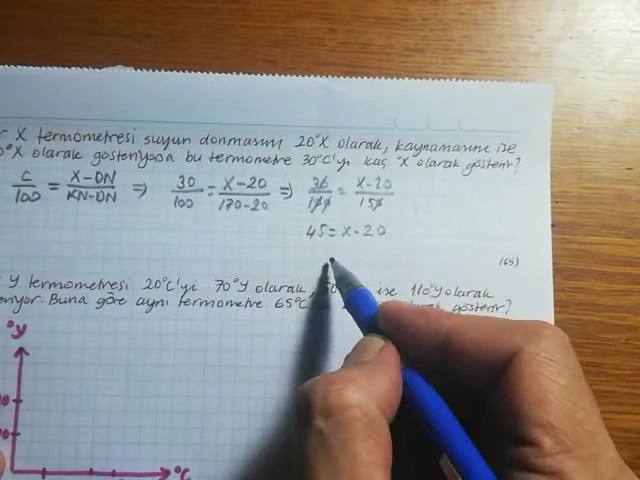 X termometresi suyun donmasını 20°X olarak, kaynamasını ise
°X olarak gösteriyorsa bu termometre 30°C'yi kaç °X olarak gösterir?
C/100 = X-DN/KN-DN ⇒ 30/100 = X-20/170-20 ⇒ 30/100 = X-20/150
45 = X-20
(65)
Y termometresi 20°C'yi 70°Y olarak, ise 110°Y olarak
Buna göre aynı termometre 65°C gösterir?
°Y
°C